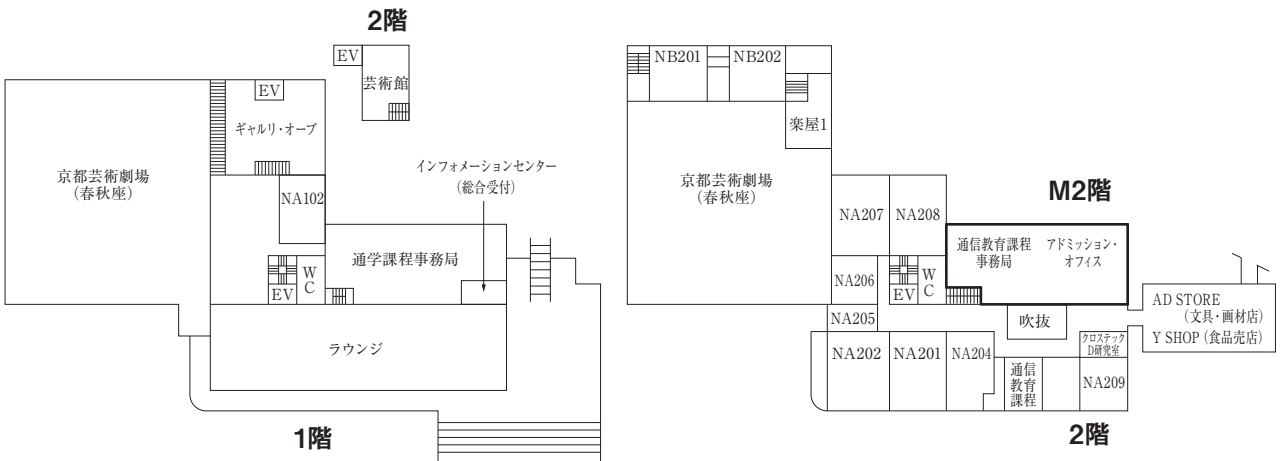 2階
EV
芸術館
EV
ギャルリ・オーブ
京都芸術劇場
(春秋座)
インフォメーションセンター
(総合受付)
NA102
通学課程事務局
W
C
EV
ラウンジ
1階
NB201
NB202
楽屋1
京都芸術劇場
(春秋座)
M2階
NA207
NA208
通信教育課程
事務局
アドミッション・
オフィス
NA206
W
C
EV
NA205
吹抜
AD STORE
(文具・画材店)
Y SHOP (食品売店)
クロステック
D研究室
NA202
NA201
NA204
通信
教育
課程
NA209
2階